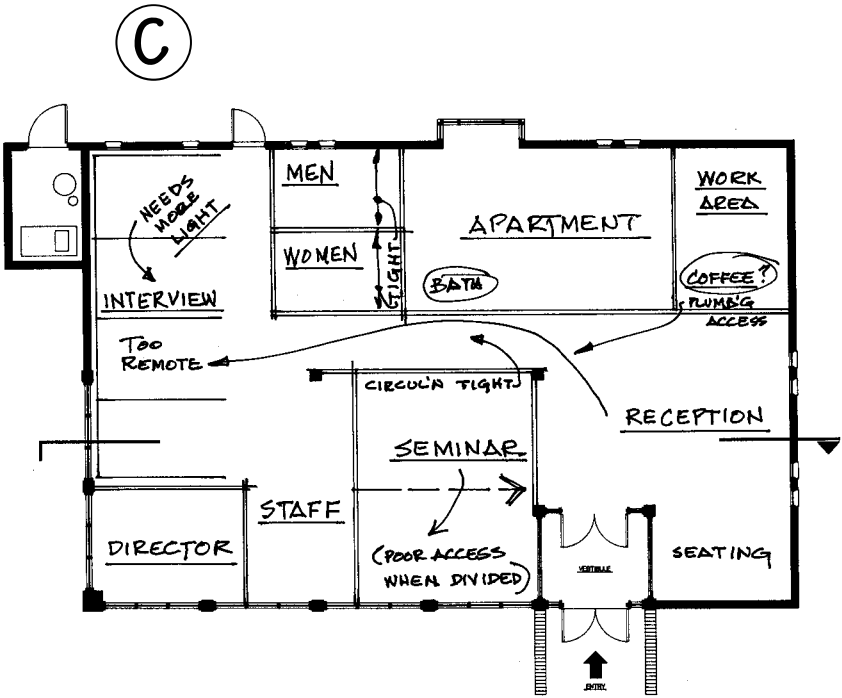 C
MEN
WOMEN
TIGHT
NEEDS
MORE
LIGHT
INTERVIEW
TOO
REMOTE
APARTMENT
BATH
WORK
AREA
COFFEE?
PLUMB'G
ACCESS
CIRCUL'N TIGHT
RECEPTION
SEMINAR
STAFF
DIRECTOR
(POOR ACCESS
WHEN DIVIDED)
VESTIBULE
SEATING
ENTRY